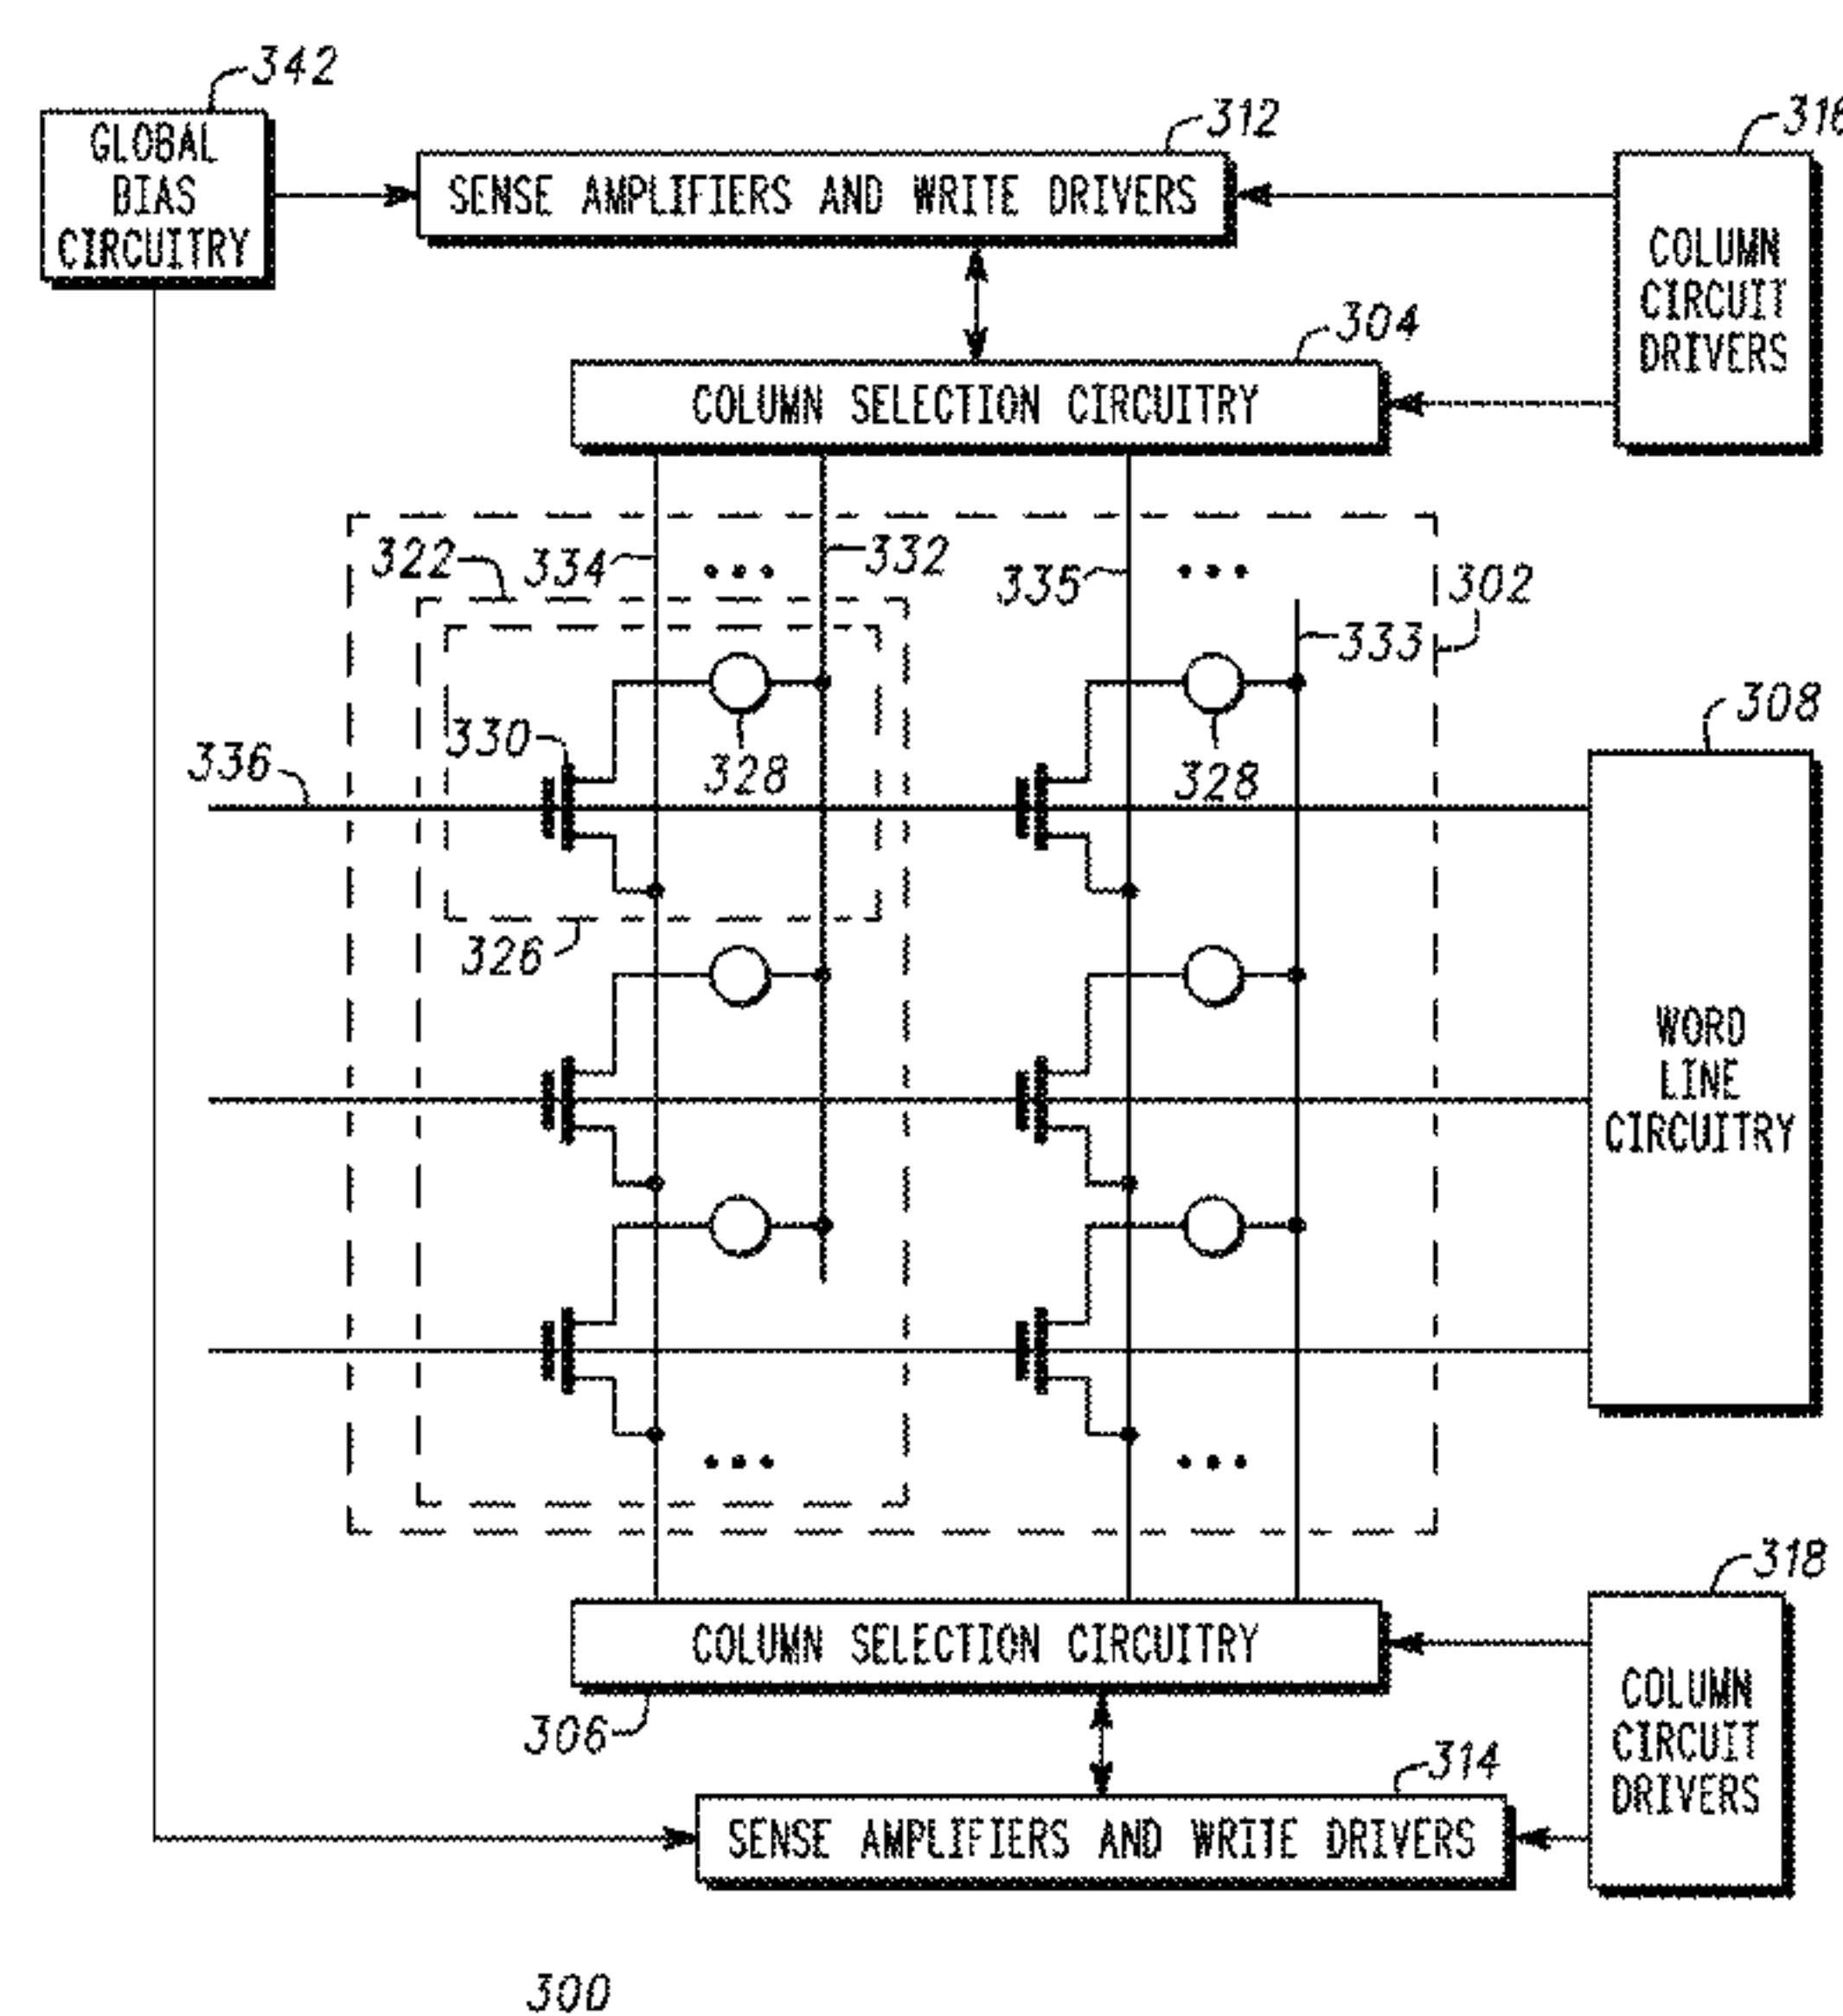 342
GLOBAL
BIAS
CIRCUITRY
312
SENSE AMPLIFIERS AND WRITE DRIVERS
316
COLUMN
CIRCUIT
DRIVERS
304
COLUMN SELECTION CIRCUITRY
322
334
332
335
302
333
330
328
328
336
308
326
WORD
LINE
CIRCUITRY
318
COLUMN SELECTION CIRCUITRY
306
COLUMN
CIRCUIT
DRIVERS
314
SENSE AMPLIFIERS AND WRITE DRIVERS
300